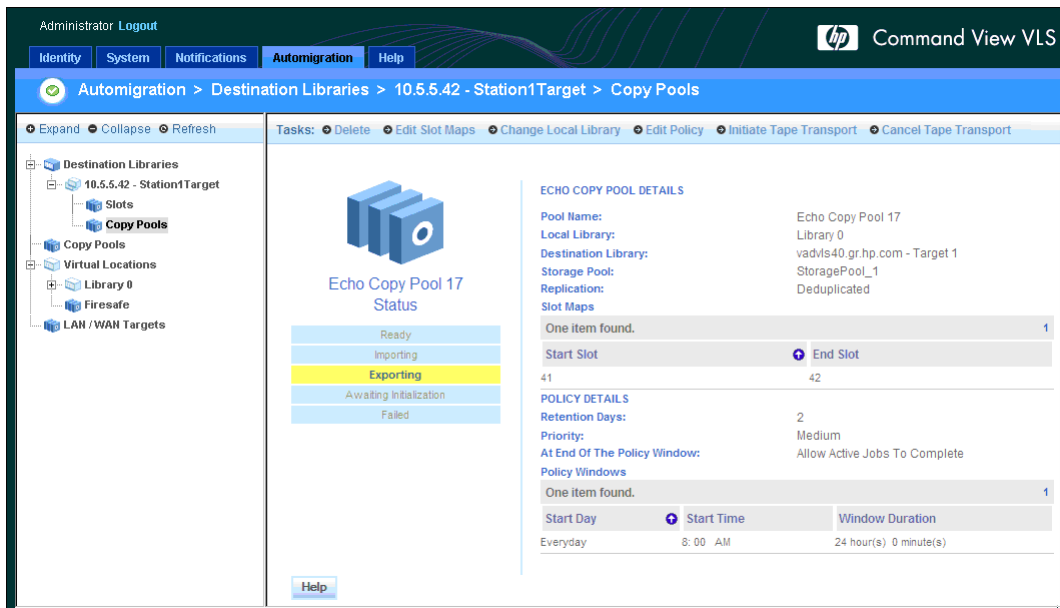 Administrator Logout
hp Command View VLS
Identity System Notifications Automigration Help
Automigration > Destination Libraries > 10.5.5.42 - Station1Target > Copy Pools
Expand Collapse Refresh
Tasks: Delete Edit Slot Maps Change Local Library Edit Policy Initiate Tape Transport Cancel Tape Transport
Destination Libraries
10.5.5.42 - Station1Target
Slots
Copy Pools
Copy Pools
Virtual Locations
Library 0
Firesafe
LAN / WAN Targets
Echo Copy Pool 17
Status
Ready
Importing
Exporting
Awaiting Initialization
Failed
Help
ECHO COPY POOL DETAILS
Pool Name: Echo Copy Pool 17
Local Library: Library 0
Destination Library: vadvls40.gr.hp.com - Target 1
Storage Pool: StoragePool_1
Replication: Deduplicated
Slot Maps
One item found. 1
Start Slot End Slot
41 42
POLICY DETAILS
Retention Days: 2
Priority: Medium
At End Of The Policy Window: Allow Active Jobs To Complete
Policy Windows
One item found. 1
Start Day Start Time Window Duration
Everyday 8: 00 AM 24 hour(s) 0 minute(s)